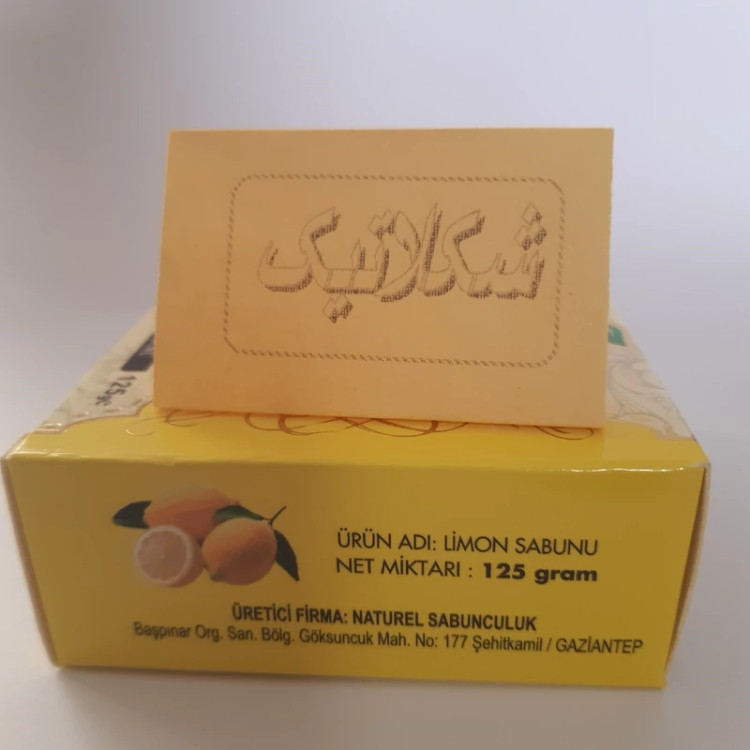 شكلاتيك
125gr
ÜRÜN ADI: LİMON SABUNU
NET MİKTARI : 125 gram
ÜRETİCİ FİRMA: NATUREL SABUNCULUK
Başpınar Org. San. Bölg. Göksuncuk Mah. No: 177 Şehitkamil / GAZİANTEP